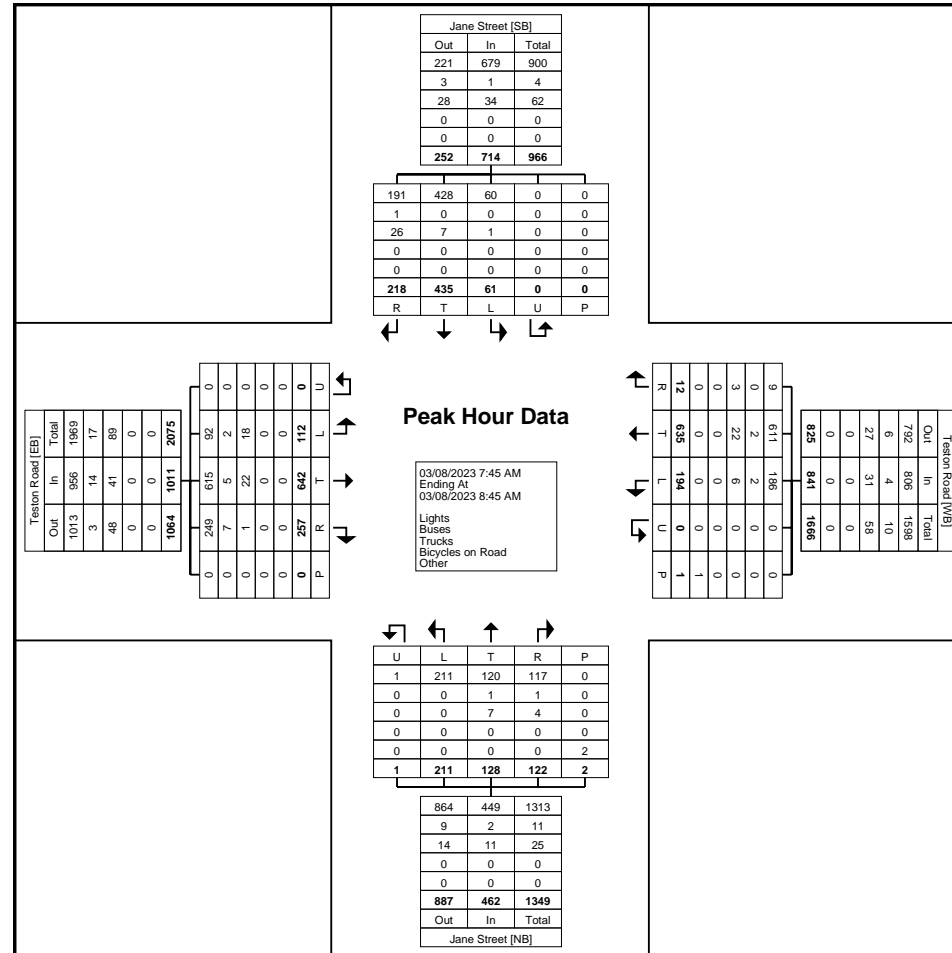 Jane Street [SB]
Out In Total
221 679 900
3 1 4
28 34 62
0 0 0
0 0 0
252 714 966
191 428 60 0 0
1 0 0 0 0
26 7 1 0 0
0 0 0 0 0
0 0 0 0 0
218 435 61 0 0
R T L U P
Teston Road [EB]
Total In Out
1969 956 1013
17 14 3
89 41 48
0 0 0
0 0 0
2075 1011 1064
0 92 615 249 0
0 2 5 7 0
0 18 22 1 0
0 0 0 0 0
0 0 0 0 0
0 112 642 257 0
U L T R P
Peak Hour Data
03/08/2023 7:45 AM
Ending At
03/08/2023 8:45 AM
Lights
Buses
Trucks
Bicycles on Road
Other
R T L U P
12 635 194 0 1
0 0 0 0 1
0 0 0 0 0
3 22 6 0 0
0 2 2 0 0
9 611 186 0 0
825 841 1666
0 0 0
0 0 0
27 31 58
6 4 10
792 806 1598
Out In Total
Teston Road [WB]
U L T R P
1 211 120 117 0
0 0 1 1 0
0 0 7 4 0
0 0 0 0 0
0 0 0 0 2
1 211 128 122 2
864 449 1313
9 2 11
14 11 25
0 0 0
0 0 0
887 462 1349
Out In Total
Jane Street [NB]